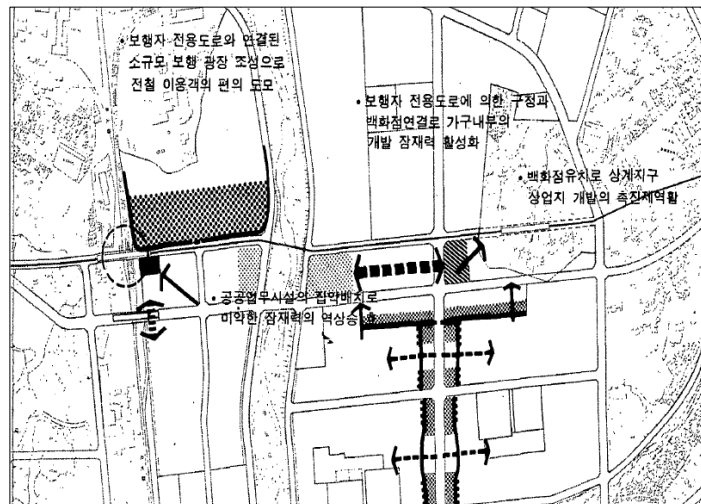 • 보행자 전용도로와 연결된
소규모 보행 광장 조성으로
전철 이용객의 편의 도모
• 보행자 전용도로에 의한 구청과
백화점연결로 가구내부의
개발 잠재력 활성화
• 백화점유치로 상계지구
상업지 개발의 촉진제역활
• 공공업무시설의 집약배치로
미약한 잠재력의 역상승